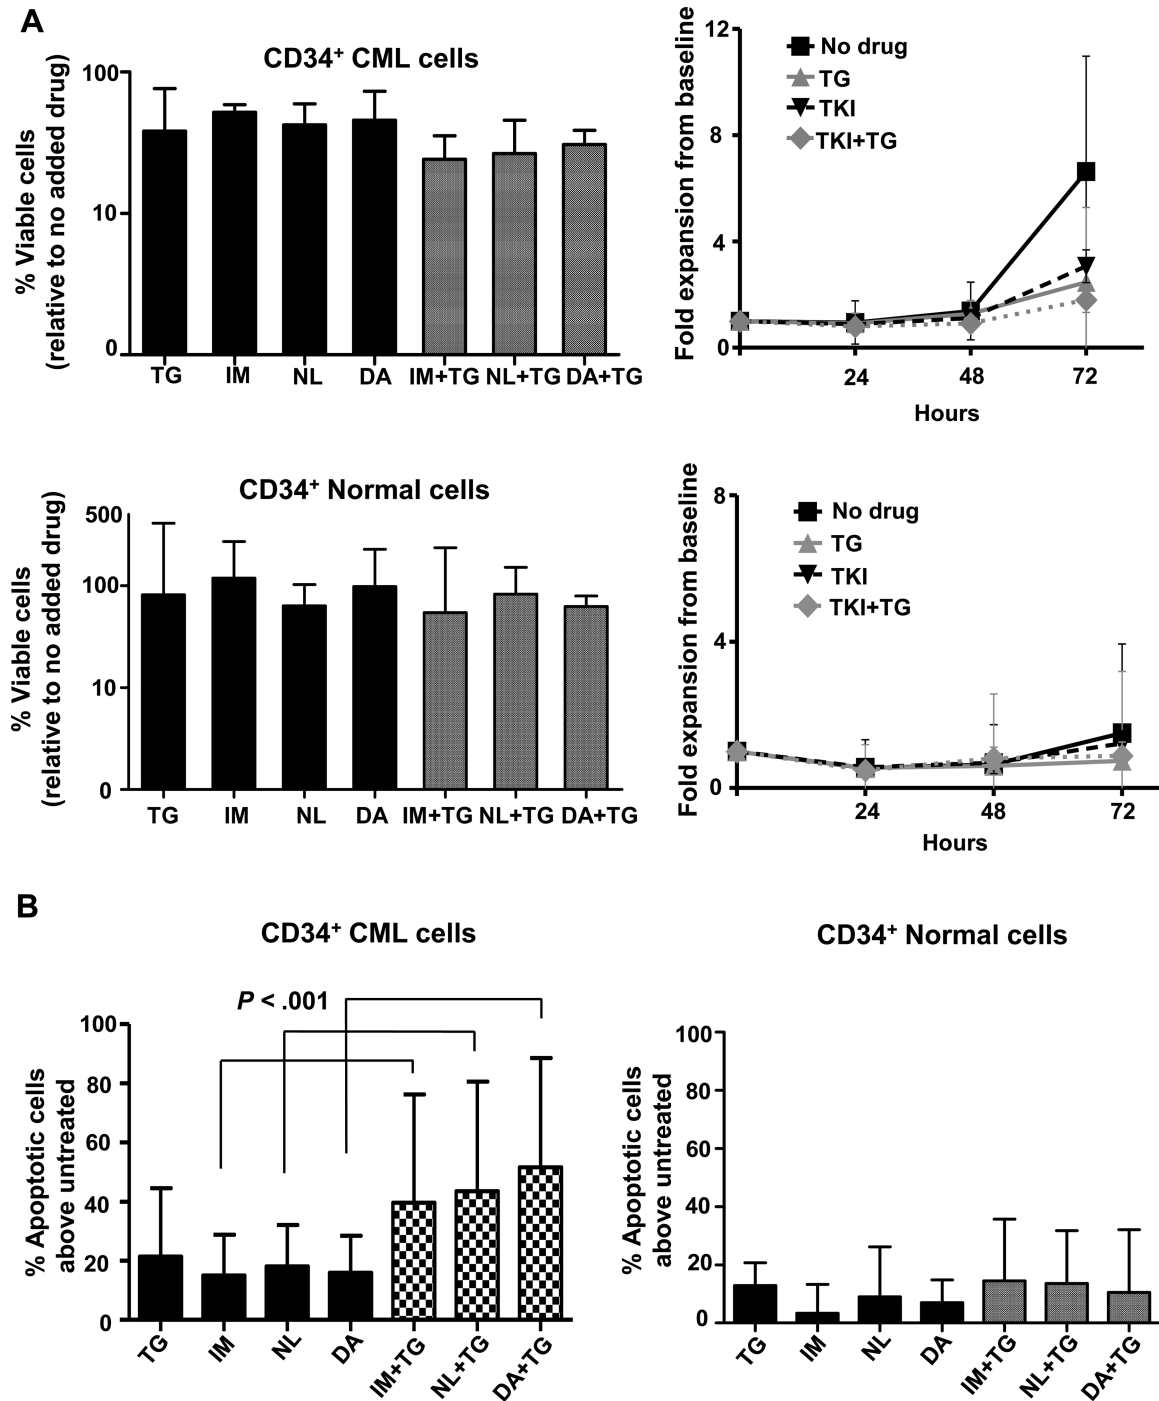 A
CD34+ CML cells
% Viable cells
(relative to no added drug)
100
10
0
TG IM NL DA IM+TG NL+TG DA+TG
Fold expansion from baseline
12
8
4
0
No drug
TG
TKI
TKI+TG
24 48 72
Hours
CD34+ Normal cells
% Viable cells
(relative to no added drug)
500
100
10
0
TG IM NL DA IM+TG NL+TG DA+TG
Fold expansion from baseline
8
4
0
No drug
TG
TKI
TKI+TG
24 48 72
Hours
B
CD34+ CML cells
P < .001
% Apoptotic cells
above untreated
100
80
60
40
20
0
TG IM NL DA IM+TG NL+TG DA+TG
CD34+ Normal cells
% Apoptotic cells
above untreated
100
80
60
40
20
0
TG IM NL DA IM+TG NL+TG DA+TG